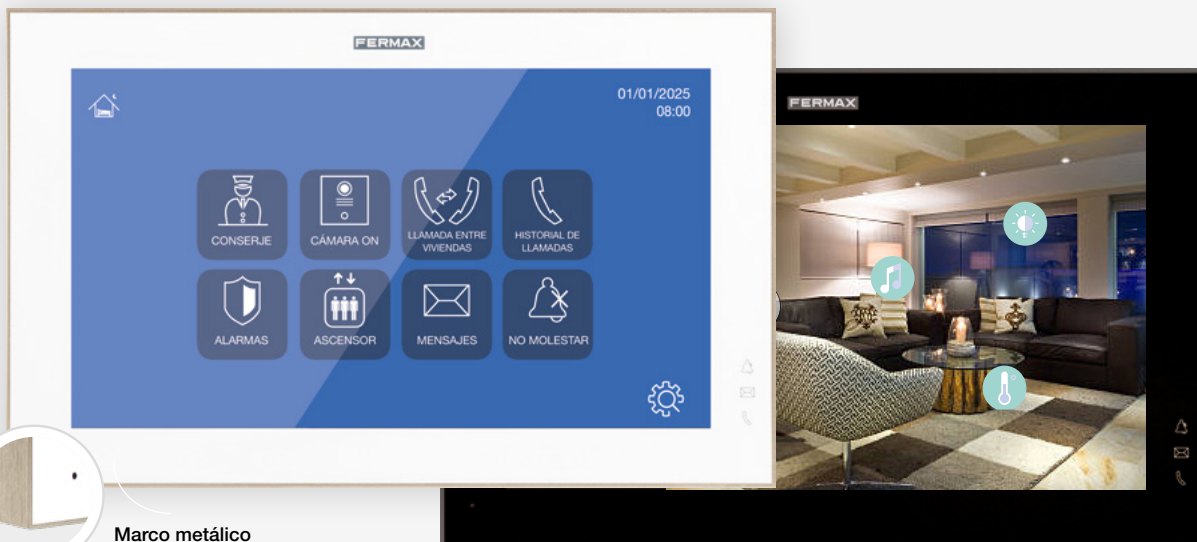 FERMAX
01/01/2025
08:00
CONSERJE
CÁMARA ON
LLAMADA ENTRE
VIVIENDAS
HISTORIAL DE
LLAMADAS
ALARMAS
ASCENSOR
MENSAJES
NO MOLESTAR
FERMAX
Marco metálico